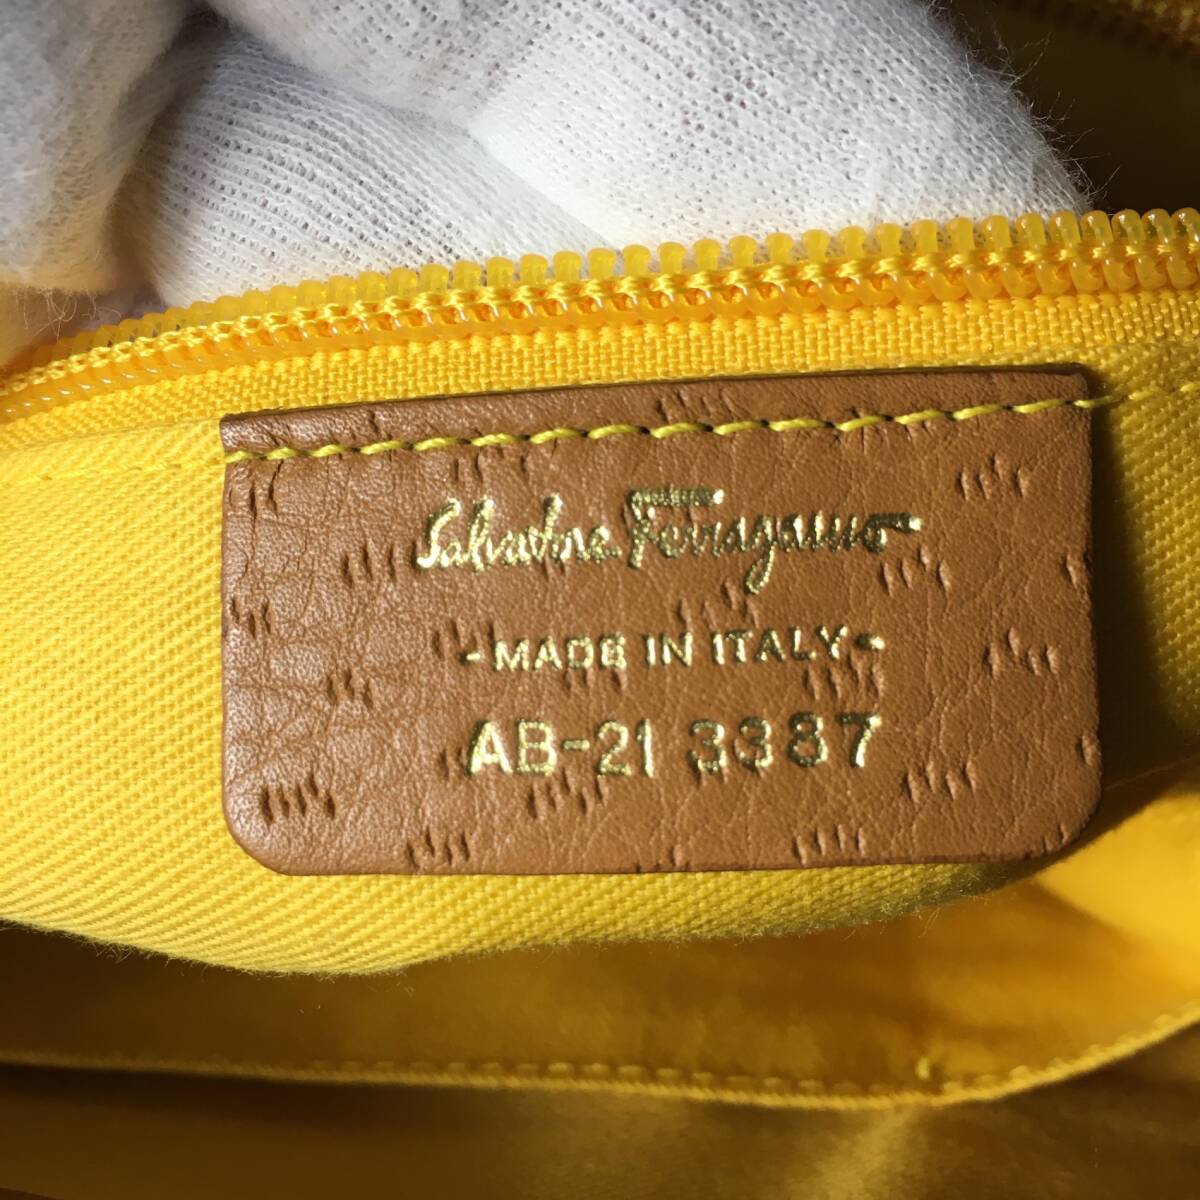 Salvatore Ferragamo
- MADE IN ITALY -
AB-21 3387